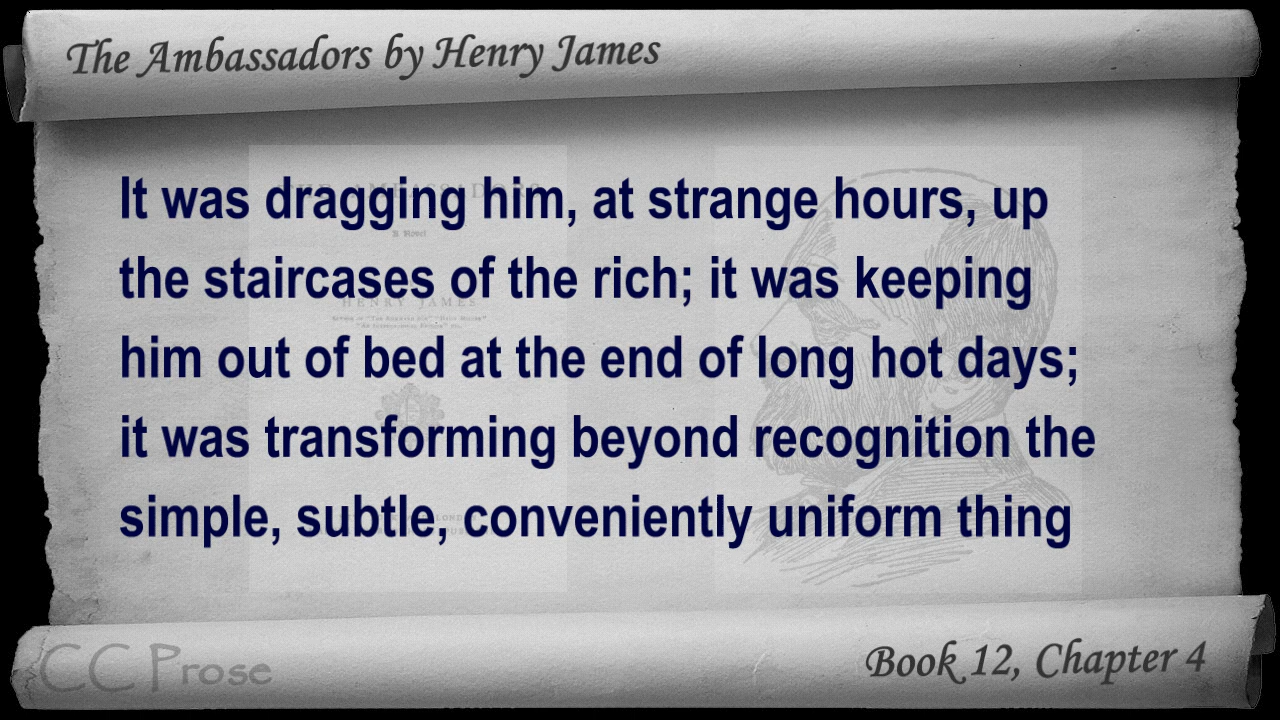 The Ambassadors by Henry James
It was dragging him, at strange hours, up
the staircases of the rich; it was keeping
him out of bed at the end of long hot days;
it was transforming beyond recognition the
simple, subtle, conveniently uniform thing
HENRY JAMES
CC Prose
Book 12, Chapter 4